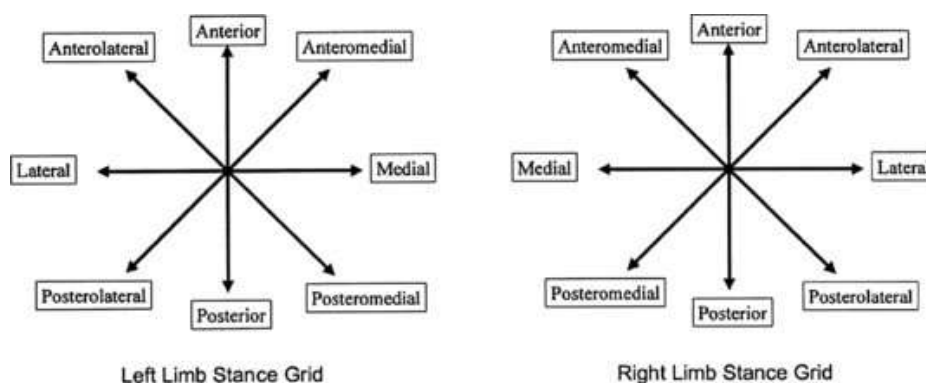 Anterior
Anterolateral
Anteromedial
Lateral
Medial
Posterolateral
Posteromedial
Posterior
Left Limb Stance Grid
Anterior
Anteromedial
Anterolateral
Medial
Lateral
Posteromedial
Posterolateral
Posterior
Right Limb Stance Grid